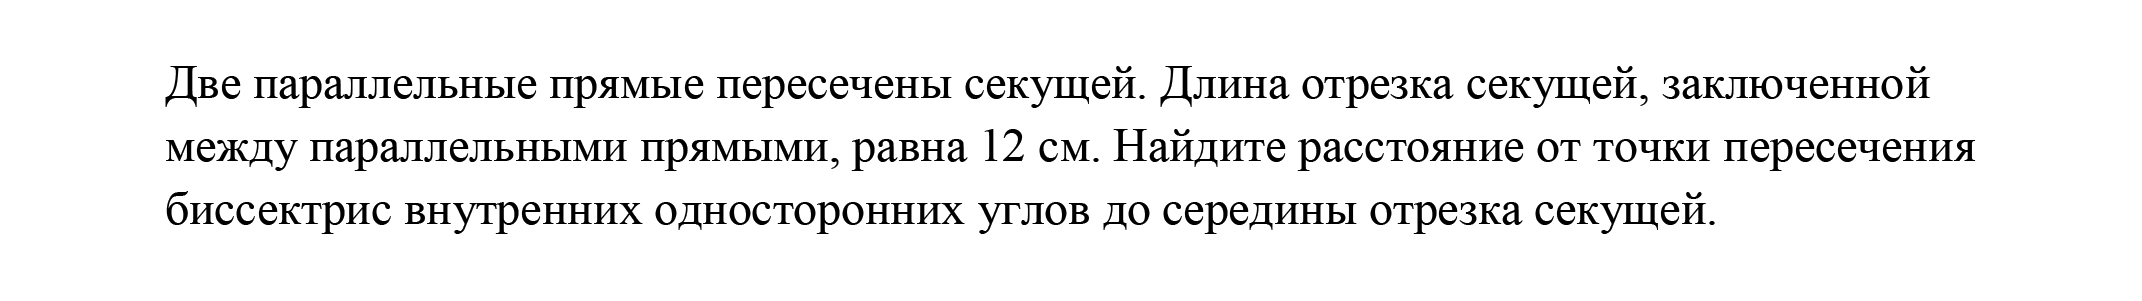 Две параллельные прямые пересечены секущей. Длина отрезка секущей, заключенной
между параллельными прямыми, равна 12 см. Найдите расстояние от точки пересечения
биссектрис внутренних односторонних углов до середины отрезка секущей.